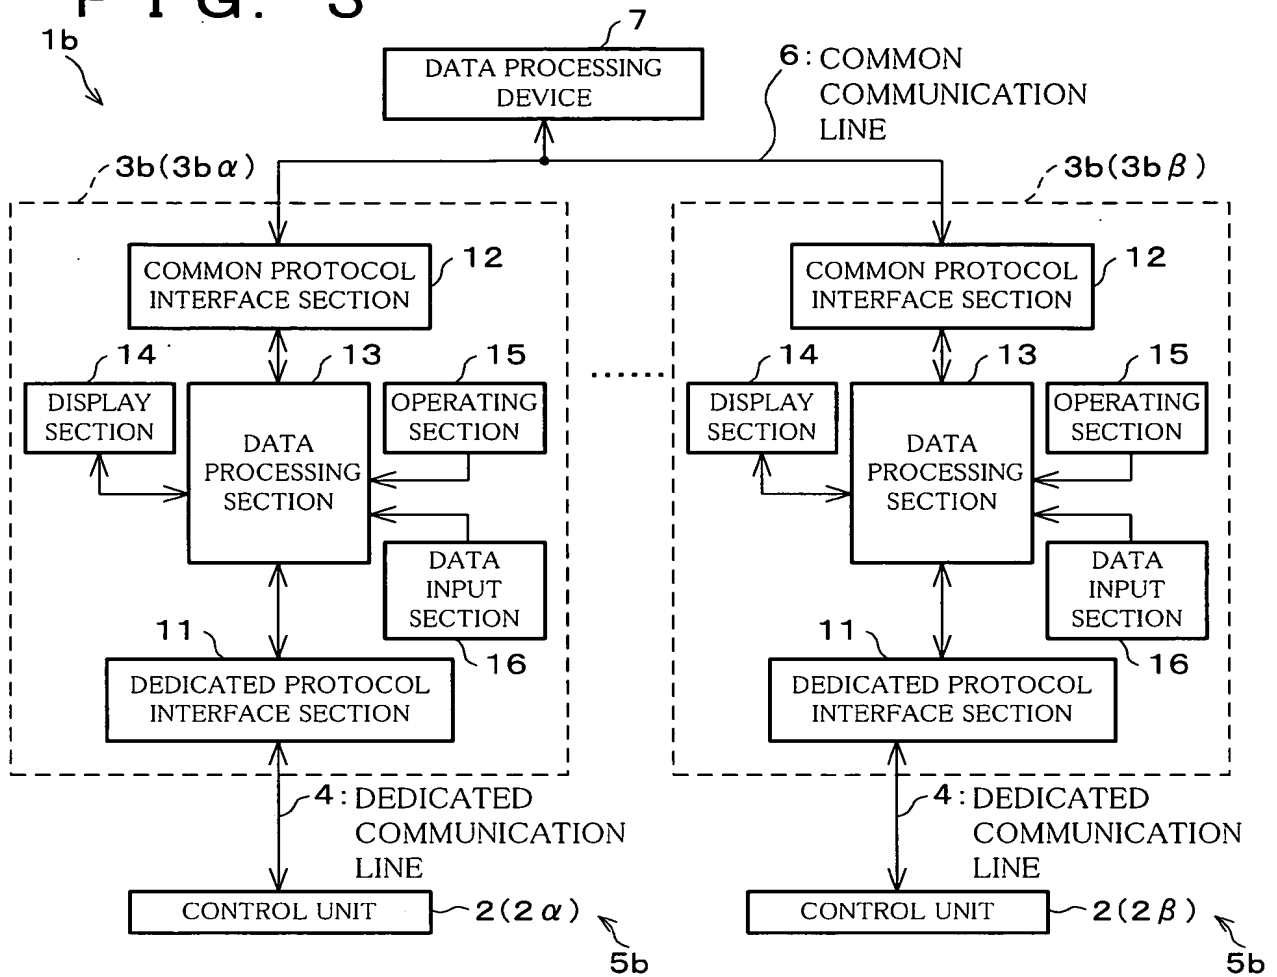 FIG. 3
1b
7
DATA PROCESSING
DEVICE
6: COMMON
COMMUNICATION
LINE
3b(3bα)
3b(3bβ)
COMMON PROTOCOL
INTERFACE SECTION
12
COMMON PROTOCOL
INTERFACE SECTION
12
14
13
15
14
13
15
DISPLAY
SECTION
DATA
PROCESSING
SECTION
OPERATING
SECTION
......
DISPLAY
SECTION
DATA
PROCESSING
SECTION
OPERATING
SECTION
DATA
INPUT
SECTION
DATA
INPUT
SECTION
11
16
11
16
DEDICATED PROTOCOL
INTERFACE SECTION
DEDICATED PROTOCOL
INTERFACE SECTION
4: DEDICATED
COMMUNICATION
LINE
4: DEDICATED
COMMUNICATION
LINE
CONTROL UNIT
2(2α)
5b
CONTROL UNIT
2(2β)
5b